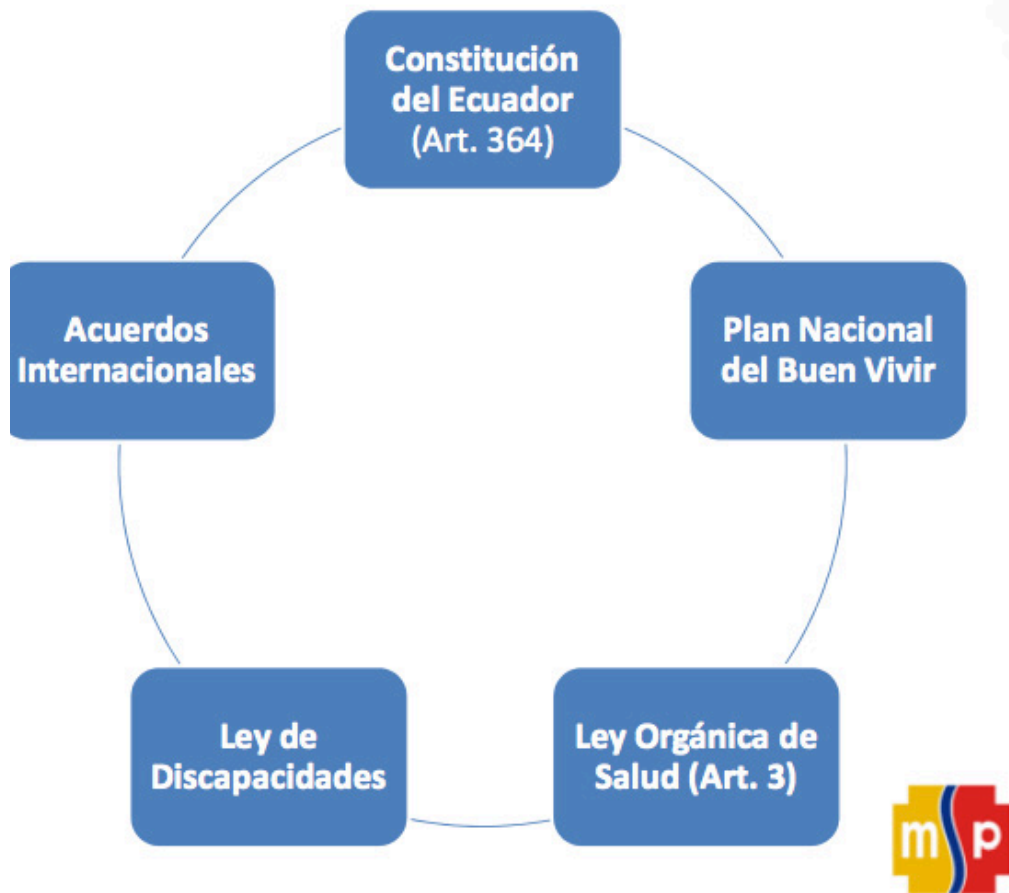 Constitución
del Ecuador
(Art. 364)
Plan Nacional
del Buen Vivir
Ley Orgánica de
Salud (Art. 3)
Ley de
Discapacidades
Acuerdos
Internacionales
m p